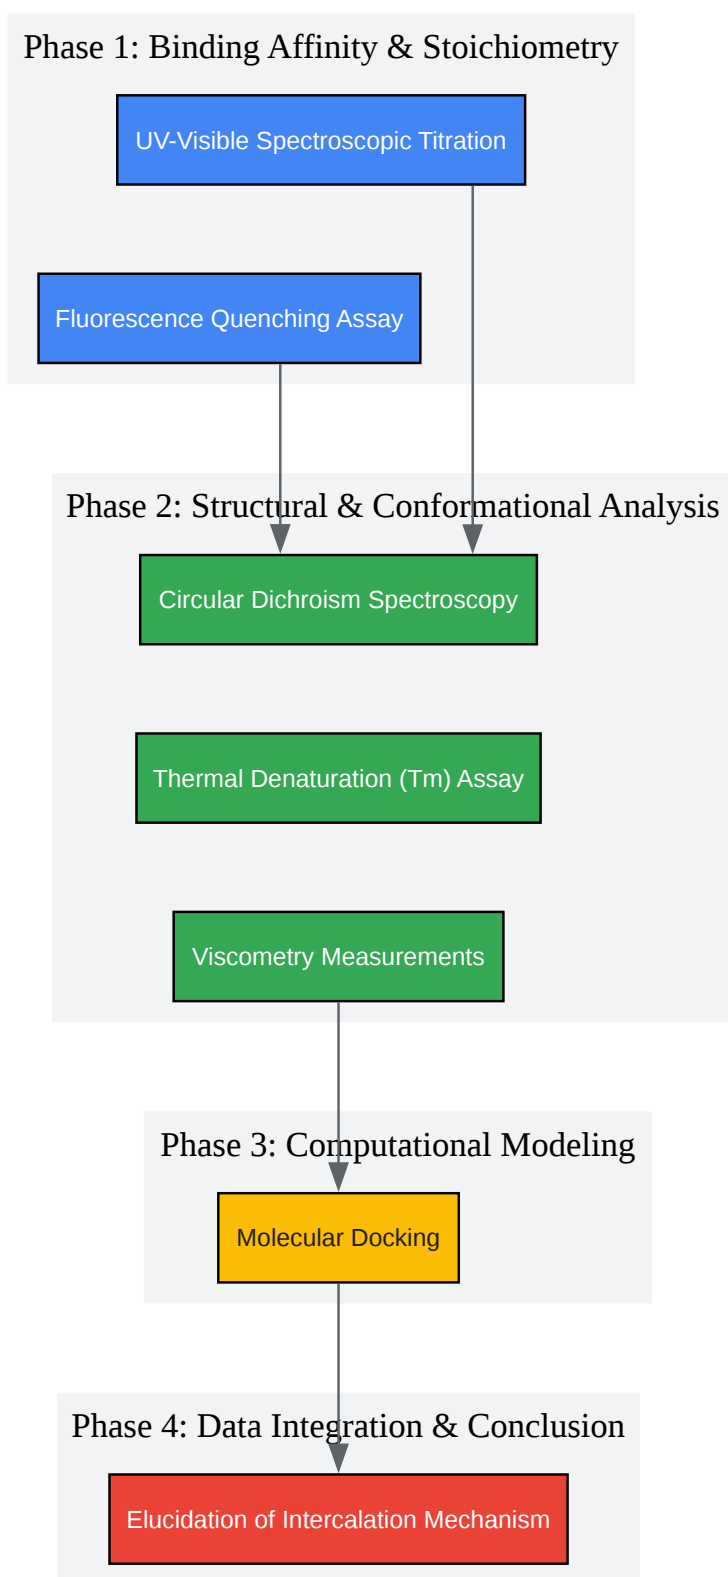 Phase 1: Binding Affinity & Stoichiometry
UV-Visible Spectroscopic Titration
Fluorescence Quenching Assay
Phase 2: Structural & Conformational Analysis
Circular Dichroism Spectroscopy
Thermal Denaturation (Tm) Assay
Viscometry Measurements
Phase 3: Computational Modeling
Molecular Docking
Phase 4: Data Integration & Conclusion
Elucidation of Intercalation Mechanism